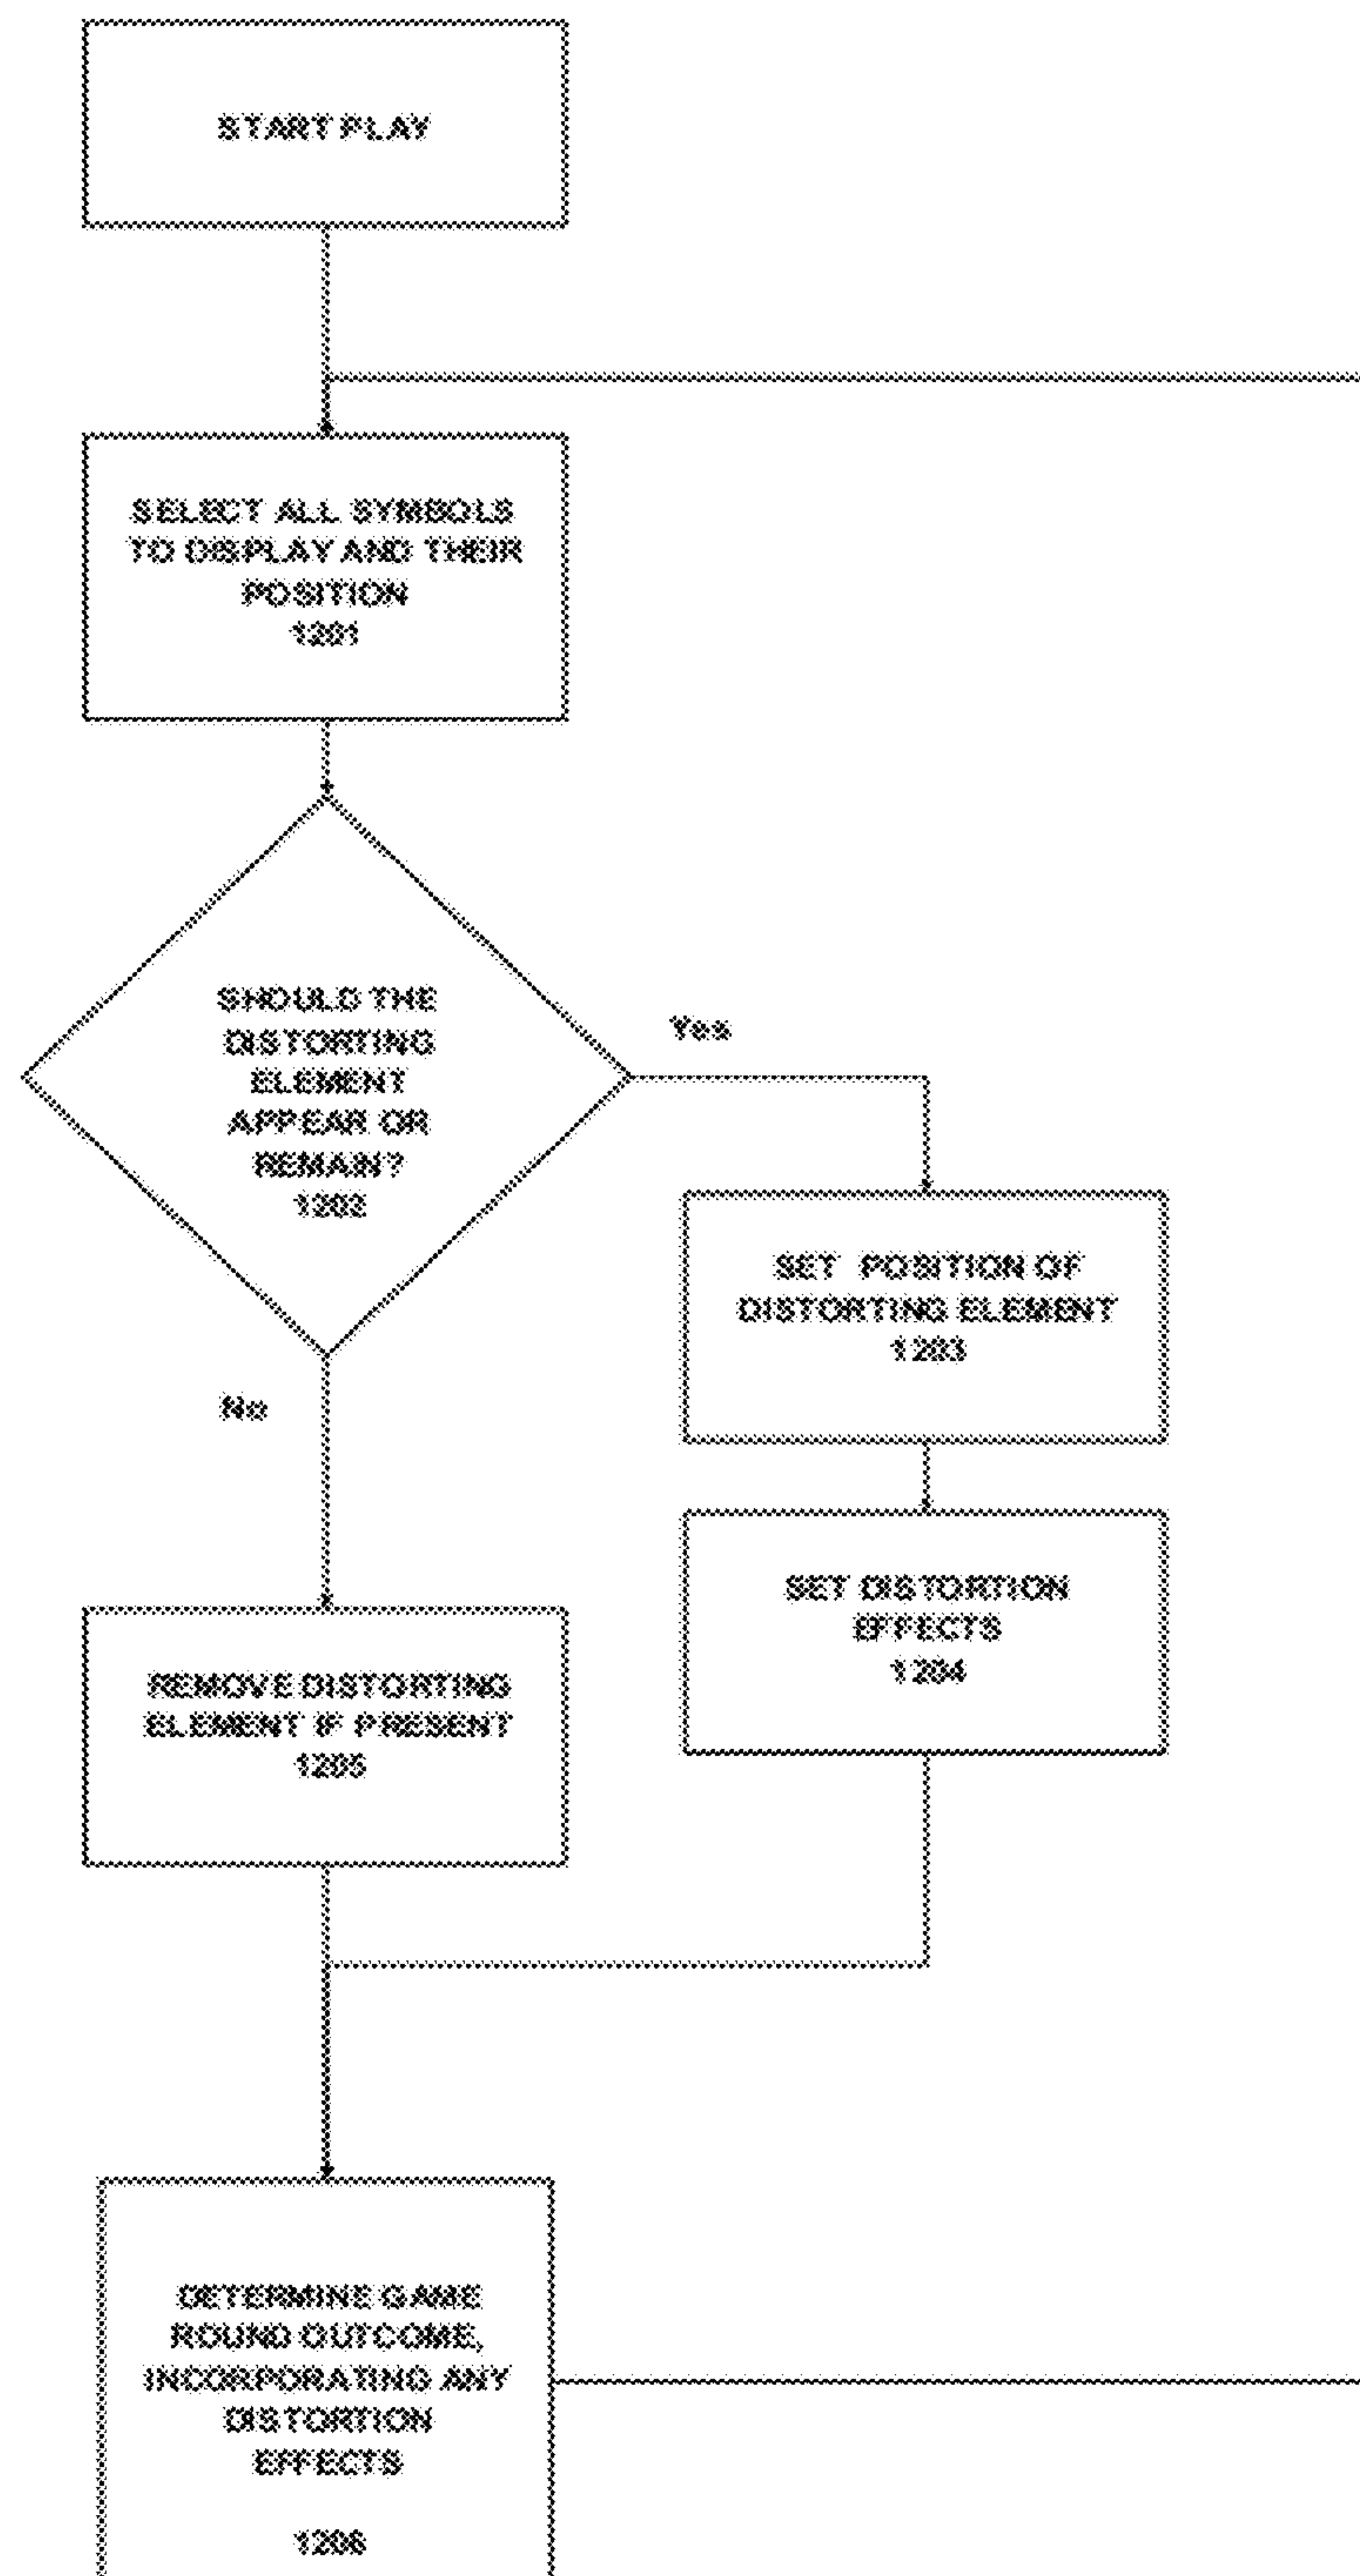 START PLAY
SELECT ALL SYMBOLS
TO DISPLAY AND THEIR
POSITION
1201
SHOULD THE
DISTORTING
ELEMENT
APPEAR OR
REMAIN?
1202
Yes
SET POSITION OF
DISTORTING ELEMENT
1203
No
SET DISTORTION
EFFECTS
1204
REMOVE DISTORTING
ELEMENT IF PRESENT
1205
DETERMINE GAME
ROUND OUTCOME,
INCORPORATING ANY
DISTORTION
EFFECTS
1206